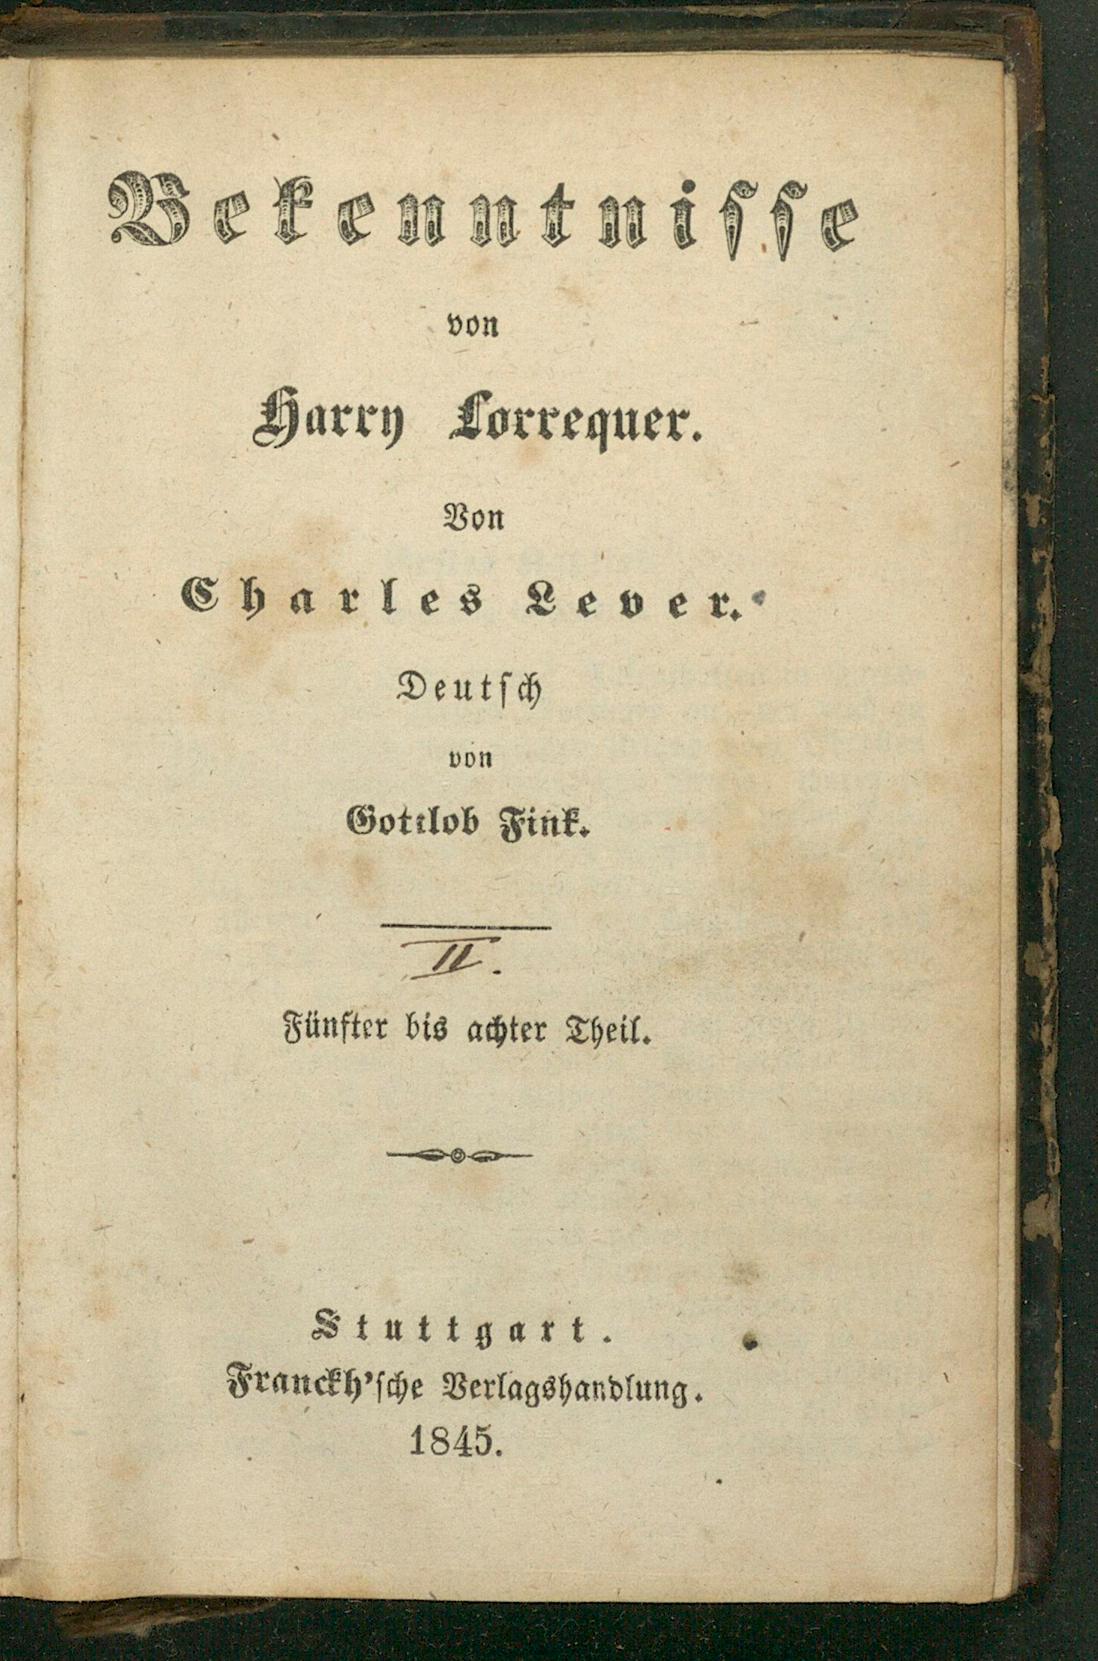 Bekenntnisse
von
Harry Lorrequer.
Von
Charles Lever.
Deutsch
von
Gottlob Fink.
II.
Fünfter bis achter Theil.
Stuttgart.
Franckh'sche Verlagshandlung.
1845.